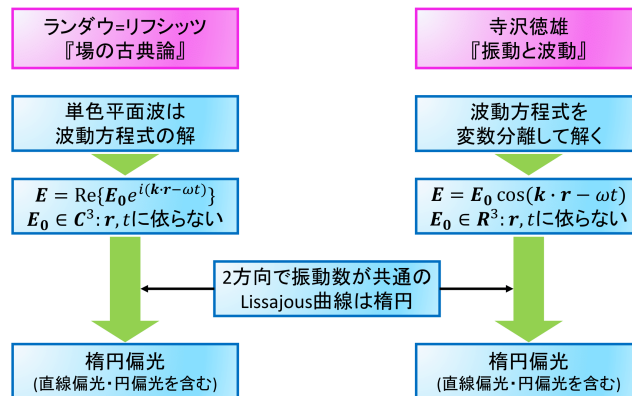 ランダウ=リフシッツ
『場の古典論』
単色平面波は
波動方程式の解
E = Re{E₀e^{i(k·r−ωt)}}
E₀ ∈ C³: r, tに依らない
寺沢徳雄
『振動と波動』
波動方程式を
変数分離して解く
E = E₀ cos(k · r − ωt)
E₀ ∈ R³: r, tに依らない
2方向で振動数が共通の
Lissajous曲線は楕円
楕円偏光
(直線偏光・円偏光を含む)
楕円偏光
(直線偏光・円偏光を含む)